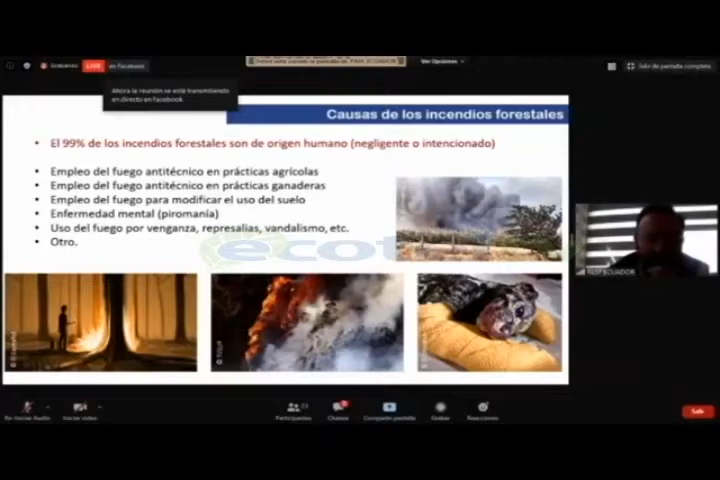 Grabando
LIVE
en Facebook
Ver Opciones
Salir de pantalla completa
Ahora la reunión se está transmitiendo
en directo en Facebook
Causas de los incendios forestales
• El 99% de los incendios forestales son de origen humano (negligente o intencionado)
• Empleo del fuego antitécnico en prácticas agrícolas
• Empleo del fuego antitécnico en prácticas ganaderas
• Empleo del fuego para modificar el uso del suelo
• Enfermedad mental (piromanía)
• Uso del fuego por venganza, represalias, vandalismo, etc.
• Otro.
FAST ECUADOR
Iniciar video
Participantes
Compartir pantalla
Grabar
Reacciones
Salir